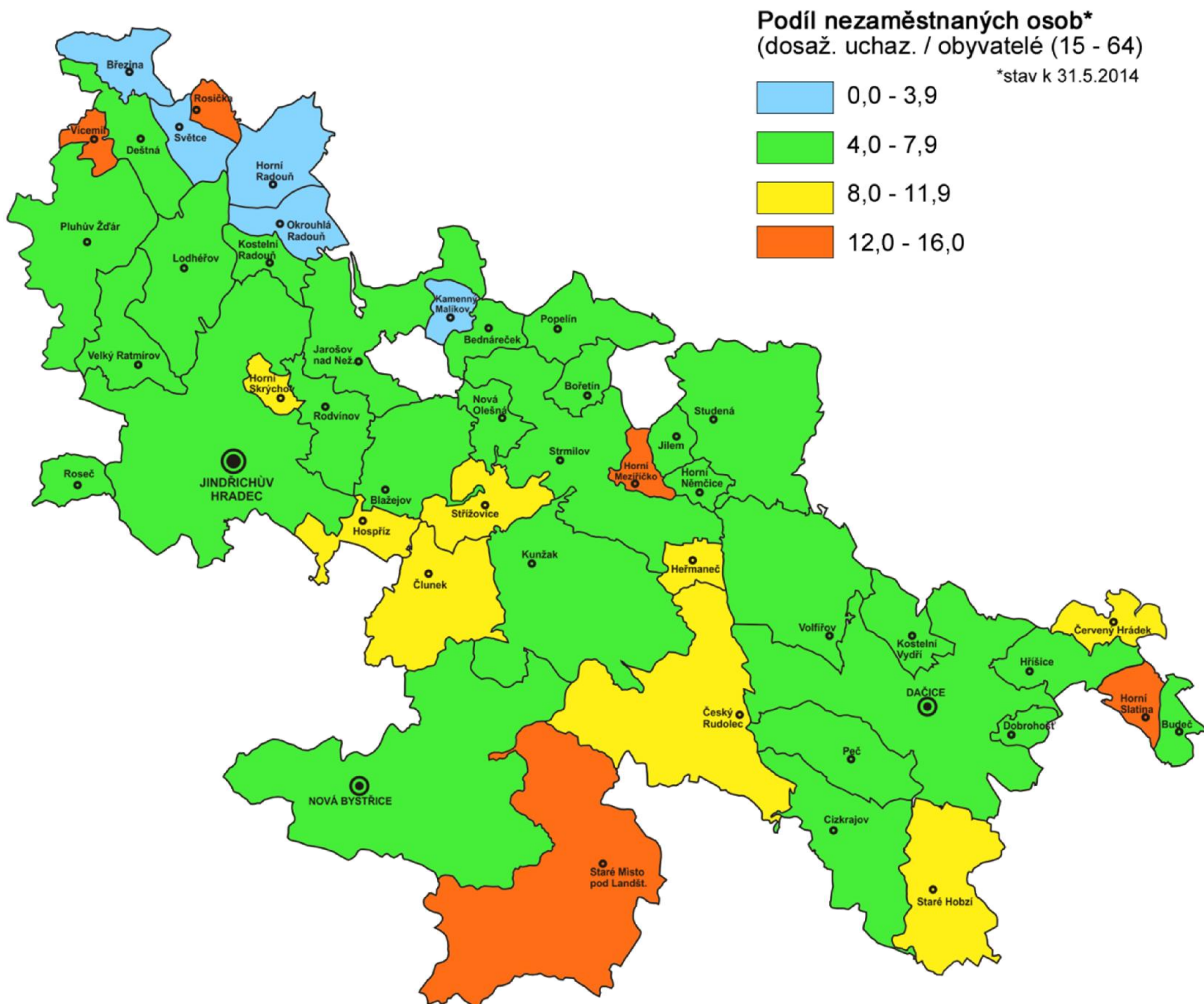 Podíl nezaměstnaných osob*
(dosaž. uchaz. / obyvatelé (15 - 64)
*stav k 31.5.2014
0,0 - 3,9
4,0 - 7,9
8,0 - 11,9
12,0 - 16,0
Březina
Rosička
Vícemil
Světce
Deštná
Horní
Radouň
Pluhův Žďár
Okrouhlá
Radouň
Kostelní
Radouň
Lodhéřov
Kamenný
Malíkov
Popelín
Bednáreček
Velký Ratmírov
Jarošov
nad Než.
Horní
Skrýchov
Bořetín
Nová
Olešná
Rodvínov
Studená
Jilem
Strmilov
Roseč
Horní
Meziříčko
Horní
Němčice
JINDŘICHŮV
HRADEC
Blažejov
Střížovice
Hospříz
Kunžak
Heřmaneč
Člunek
Volfířov
Červený Hrádek
Kostelní
Vydří
Hříšice
DAČICE
Horní
Slatina
Český
Rudolec
Dobrohošť
Budeč
Peč
NOVÁ BYSTŘICE
Cizkrajov
Staré Místo
pod Landšt.
Staré Hobzí